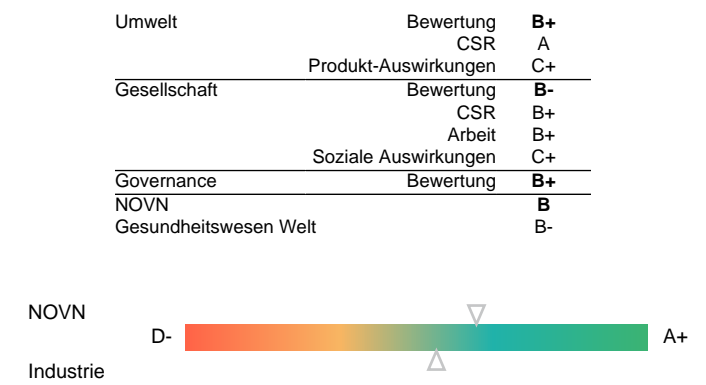 Umwelt Bewertung B+
CSR A
Produkt-Auswirkungen C+
Gesellschaft Bewertung B-
CSR B+
Arbeit B+
Soziale Auswirkungen C+
Governance Bewertung B+
NOVN B
Gesundheitswesen Welt B-
NOVN
D- A+
Industrie